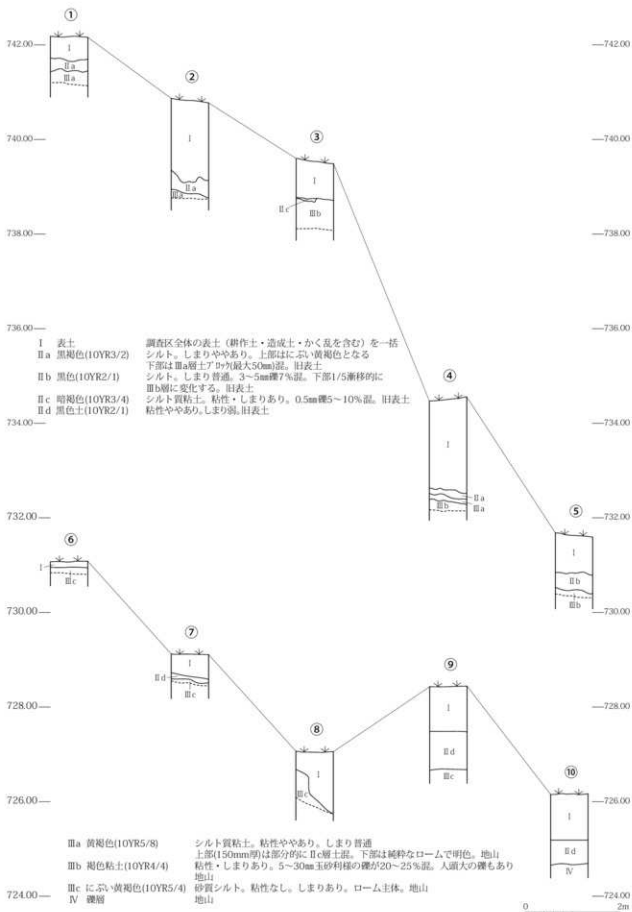 ①
742.00
742.00
Ⅰ
Ⅱa
Ⅲa
②
740.00
740.00
Ⅰ
Ⅱa
Ⅲa
③
Ⅰ
Ⅱc
Ⅲb
738.00
738.00
736.00
736.00
Ⅰ 表土 調査区全体の表土（耕作土・造成土・かく乱を含む）を一括
Ⅱa 黒褐色(10YR3/2) シルト。しまりややあり。上部はにぶい黄褐色となる
下部はⅢa層土ﾌﾞﾛｯｸ(最大50㎜)混。旧表土
Ⅱb 黒色(10YR2/1) シルト。しまり普通。3～5㎜礫7％混。下部1/5漸移的に
Ⅲb層に変化する。旧表土
Ⅱc 暗褐色(10YR3/4) シルト質粘土。粘性・しまりあり。0.5㎜礫5～10％混。旧表土
Ⅱd 黒色土(10YR2/1) 粘性ややあり。しまり弱。旧表土
④
734.00
734.00
Ⅰ
Ⅱa
Ⅲa
Ⅲb
⑤
732.00
732.00
Ⅰ
Ⅱb
Ⅲb
⑥
Ⅰ
Ⅲc
730.00
730.00
⑦
Ⅰ
Ⅱd
Ⅲc
⑧
Ⅰ
Ⅲc
⑨
Ⅰ
Ⅱd
Ⅲc
728.00
728.00
⑩
Ⅰ
Ⅱd
Ⅳ
726.00
726.00
Ⅲa 黄褐色(10YR5/8) シルト質粘土。粘性ややあり。しまり普通
上部(150mm厚)は部分的にⅡc層土混。下部は純粋なロームで明色。地山
Ⅲb 褐色粘土(10YR4/4) 粘性・しまりあり。5～30㎜玉砂利様の礫が20～25％混。人頭大の礫もあり
地山
Ⅲc にぶい黄褐色(10YR5/4) 砂質シルト。粘性なし。しまりあり。ローム主体。地山
Ⅳ 礫層 地山
724.00
724.00
0 2m